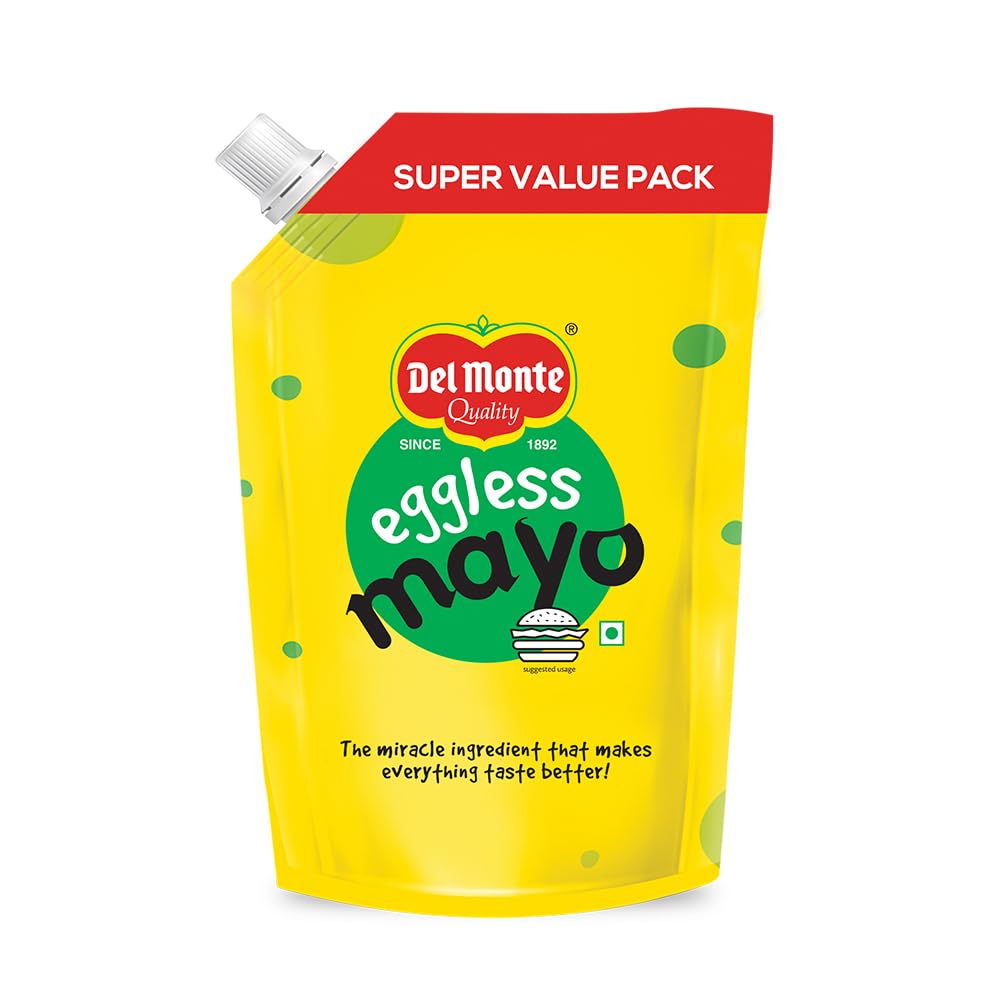 SUPER VALUE PACK
®
Del Monte
Quality
SINCE 1892
eggless
mayo
suggested usage
The miracle ingredient that makes
everything taste better!